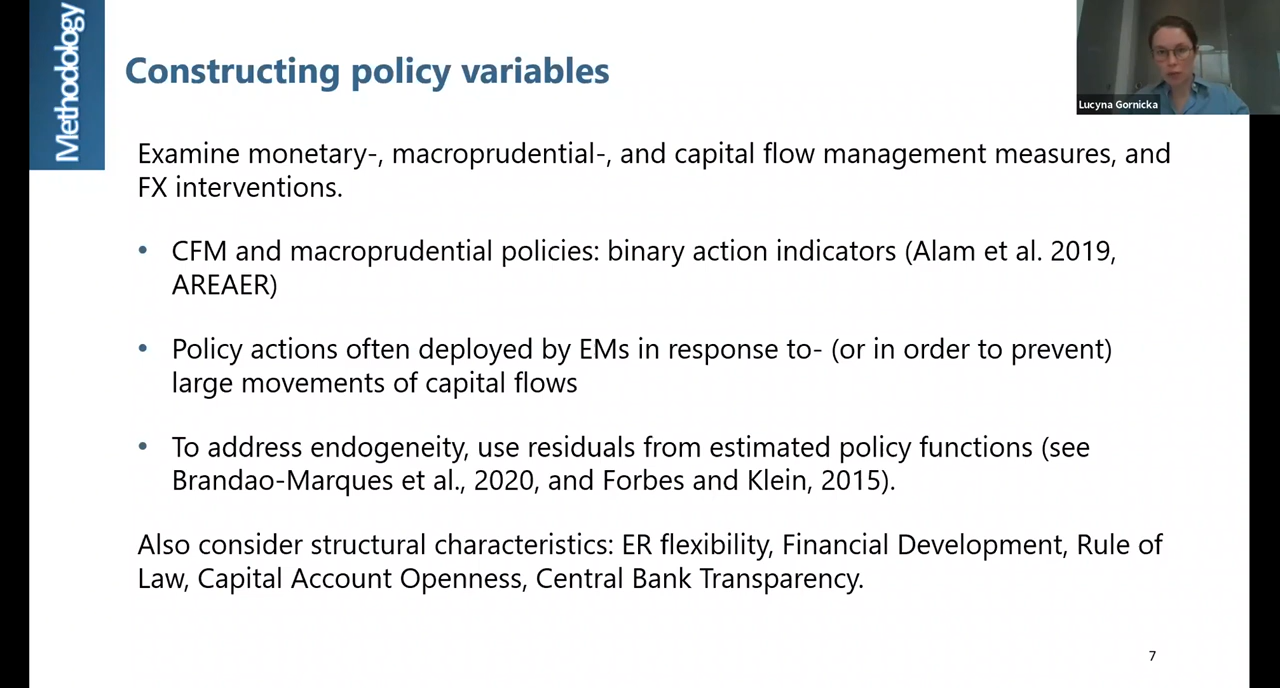 Methodology
Constructing policy variables
Lucyna Gornicka
Examine monetary-, macroprudential-, and capital flow management measures, and
FX interventions.
• CFM and macroprudential policies: binary action indicators (Alam et al. 2019,
AREAER)
• Policy actions often deployed by EMs in response to- (or in order to prevent)
large movements of capital flows
• To address endogeneity, use residuals from estimated policy functions (see
Brandao-Marques et al., 2020, and Forbes and Klein, 2015).
Also consider structural characteristics: ER flexibility, Financial Development, Rule of
Law, Capital Account Openness, Central Bank Transparency.
7